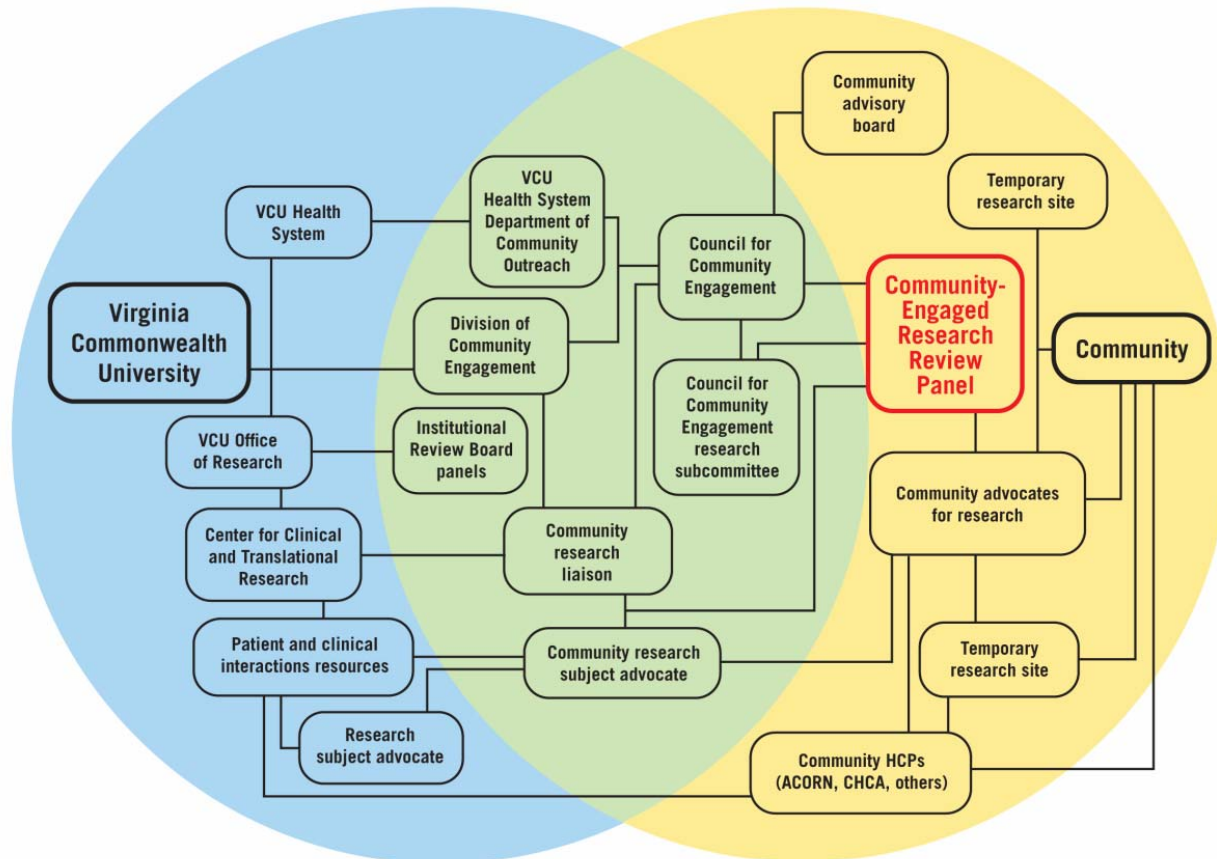 Community
advisory
board
VCU
Health System
Department of
Community
Outreach
Temporary
research site
VCU Health
System
Council for
Community
Engagement
Community-
Engaged
Research
Review
Panel
Virginia
Commonwealth
University
Division of
Community
Engagement
Community
Council for
Community
Engagement
research
subcommittee
VCU Office
of Research
Institutional
Review Board
panels
Community advocates
for research
Center for Clinical
and Translational
Research
Community
research
liaison
Patient and clinical
interactions resources
Community research
subject advocate
Temporary
research site
Research
subject advocate
Community HCPs
(ACORN, CHCA, others)